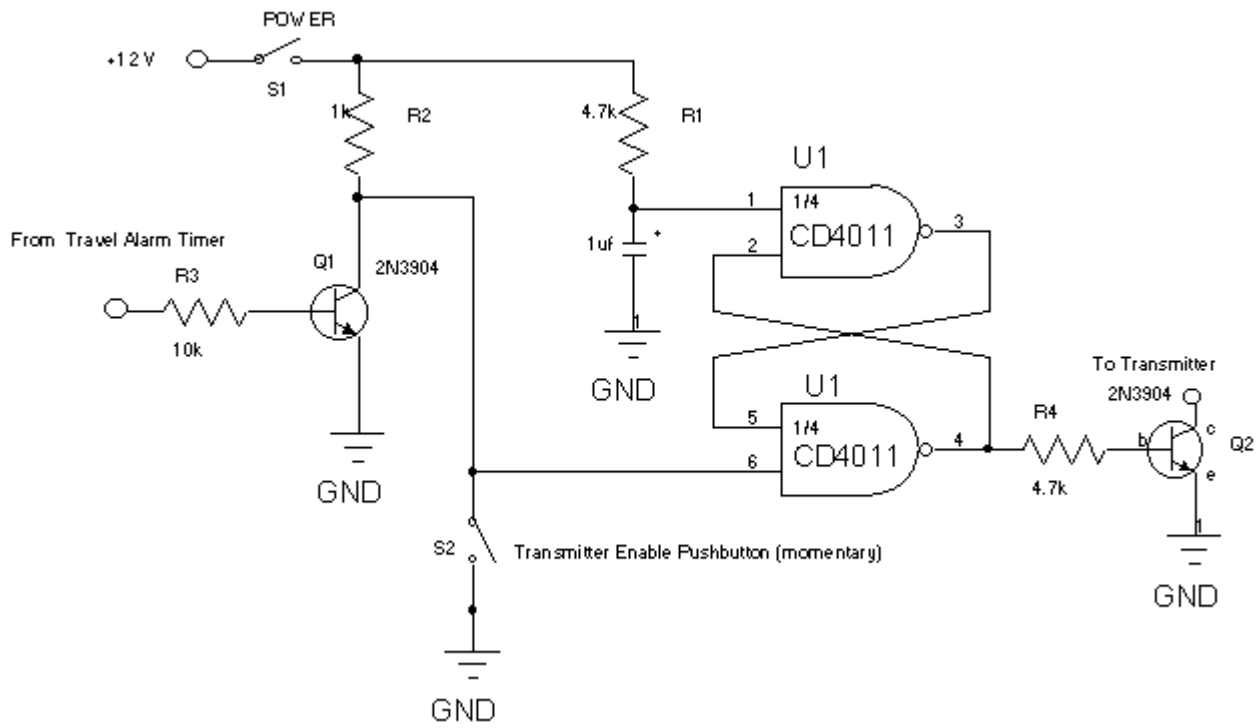 POWER
+12V
S1
1k
R2
4.7k
R1
U1
1
1/4
CD4011
3
2
1uf
+
From Travel Alarm Timer
R3
Q1
2N3904
10k
1
GND
To Transmitter
2N3904
U1
5
1/4
CD4011
4
6
R4
4.7k
b
c
Q2
e
GND
S2
Transmitter Enable Pushbutton (momentary)
1
GND
GND